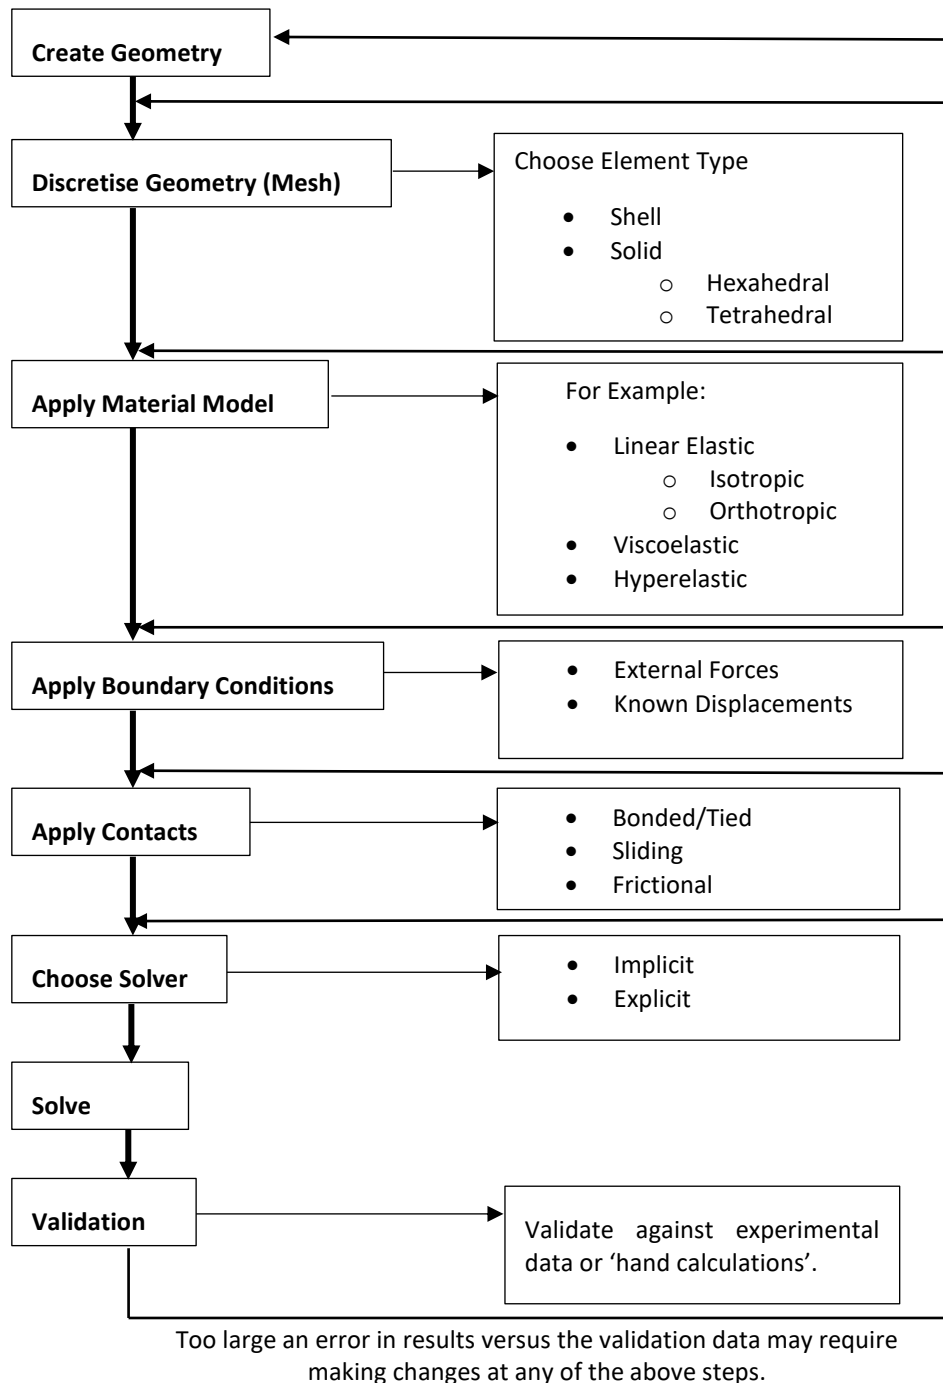 Create Geometry
Discretise Geometry (Mesh)
Choose Element Type
• Shell
• Solid
o Hexahedral
o Tetrahedral
Apply Material Model
For Example:
• Linear Elastic
o Isotropic
o Orthotropic
• Viscoelastic
• Hyperelastic
Apply Boundary Conditions
• External Forces
• Known Displacements
Apply Contacts
• Bonded/Tied
• Sliding
• Frictional
Choose Solver
• Implicit
• Explicit
Solve
Validation
Validate against experimental
data or ‘hand calculations’.
Too large an error in results versus the validation data may require
making changes at any of the above steps.